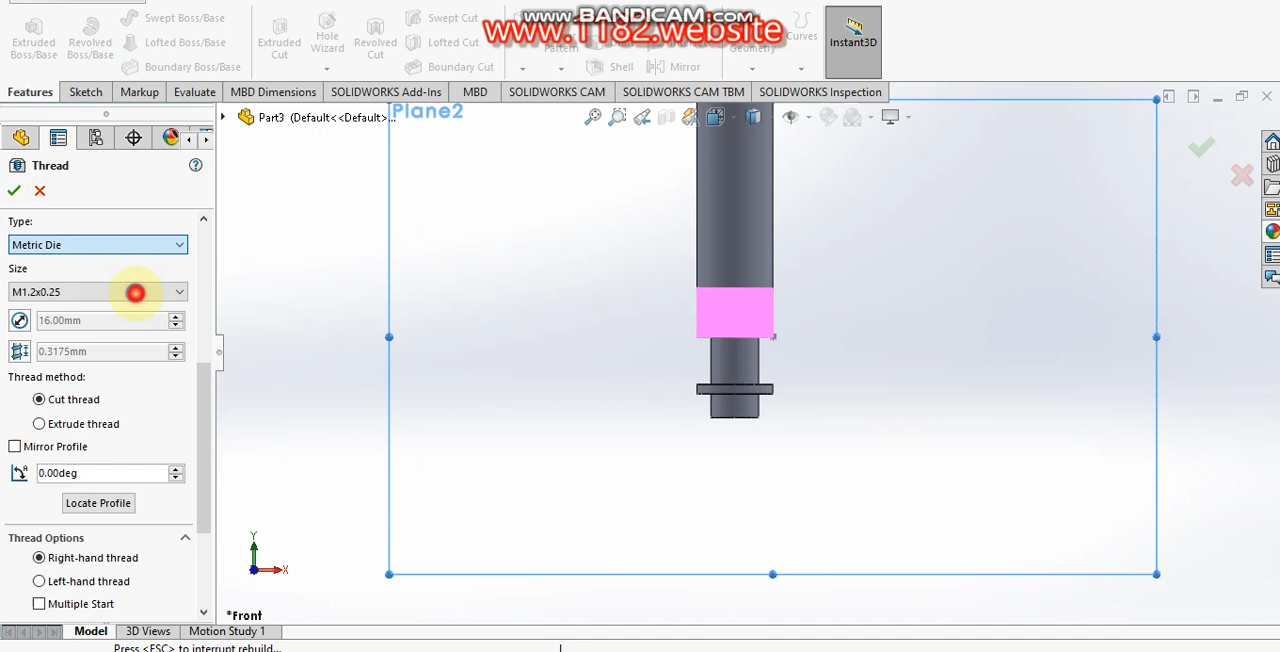 www.BANDICAM.com
www.1182.website
Extruded Boss/Base
Revolved Boss/Base
Swept Boss/Base
Lofted Boss/Base
Boundary Boss/Base
Extruded Cut
Hole Wizard
Revolved Cut
Swept Cut
Lofted Cut
Boundary Cut
Pattern
Shell
Mirror
Geometry
Curves
Instant3D
Features
Sketch
Markup
Evaluate
MBD Dimensions
SOLIDWORKS Add-Ins
MBD
SOLIDWORKS CAM
SOLIDWORKS CAM TBM
SOLIDWORKS Inspection
Plane2
Part3 (Default<<Default>...
Thread
Type:
Metric Die
Size
M1.2x0.25
16.00mm
0.3175mm
Thread method:
Cut thread
Extrude thread
Mirror Profile
0.00deg
Locate Profile
Thread Options
Right-hand thread
Left-hand thread
Multiple Start
Y
X
*Front
Model
3D Views
Motion Study 1
Press <ESC> to interrupt rebuild...